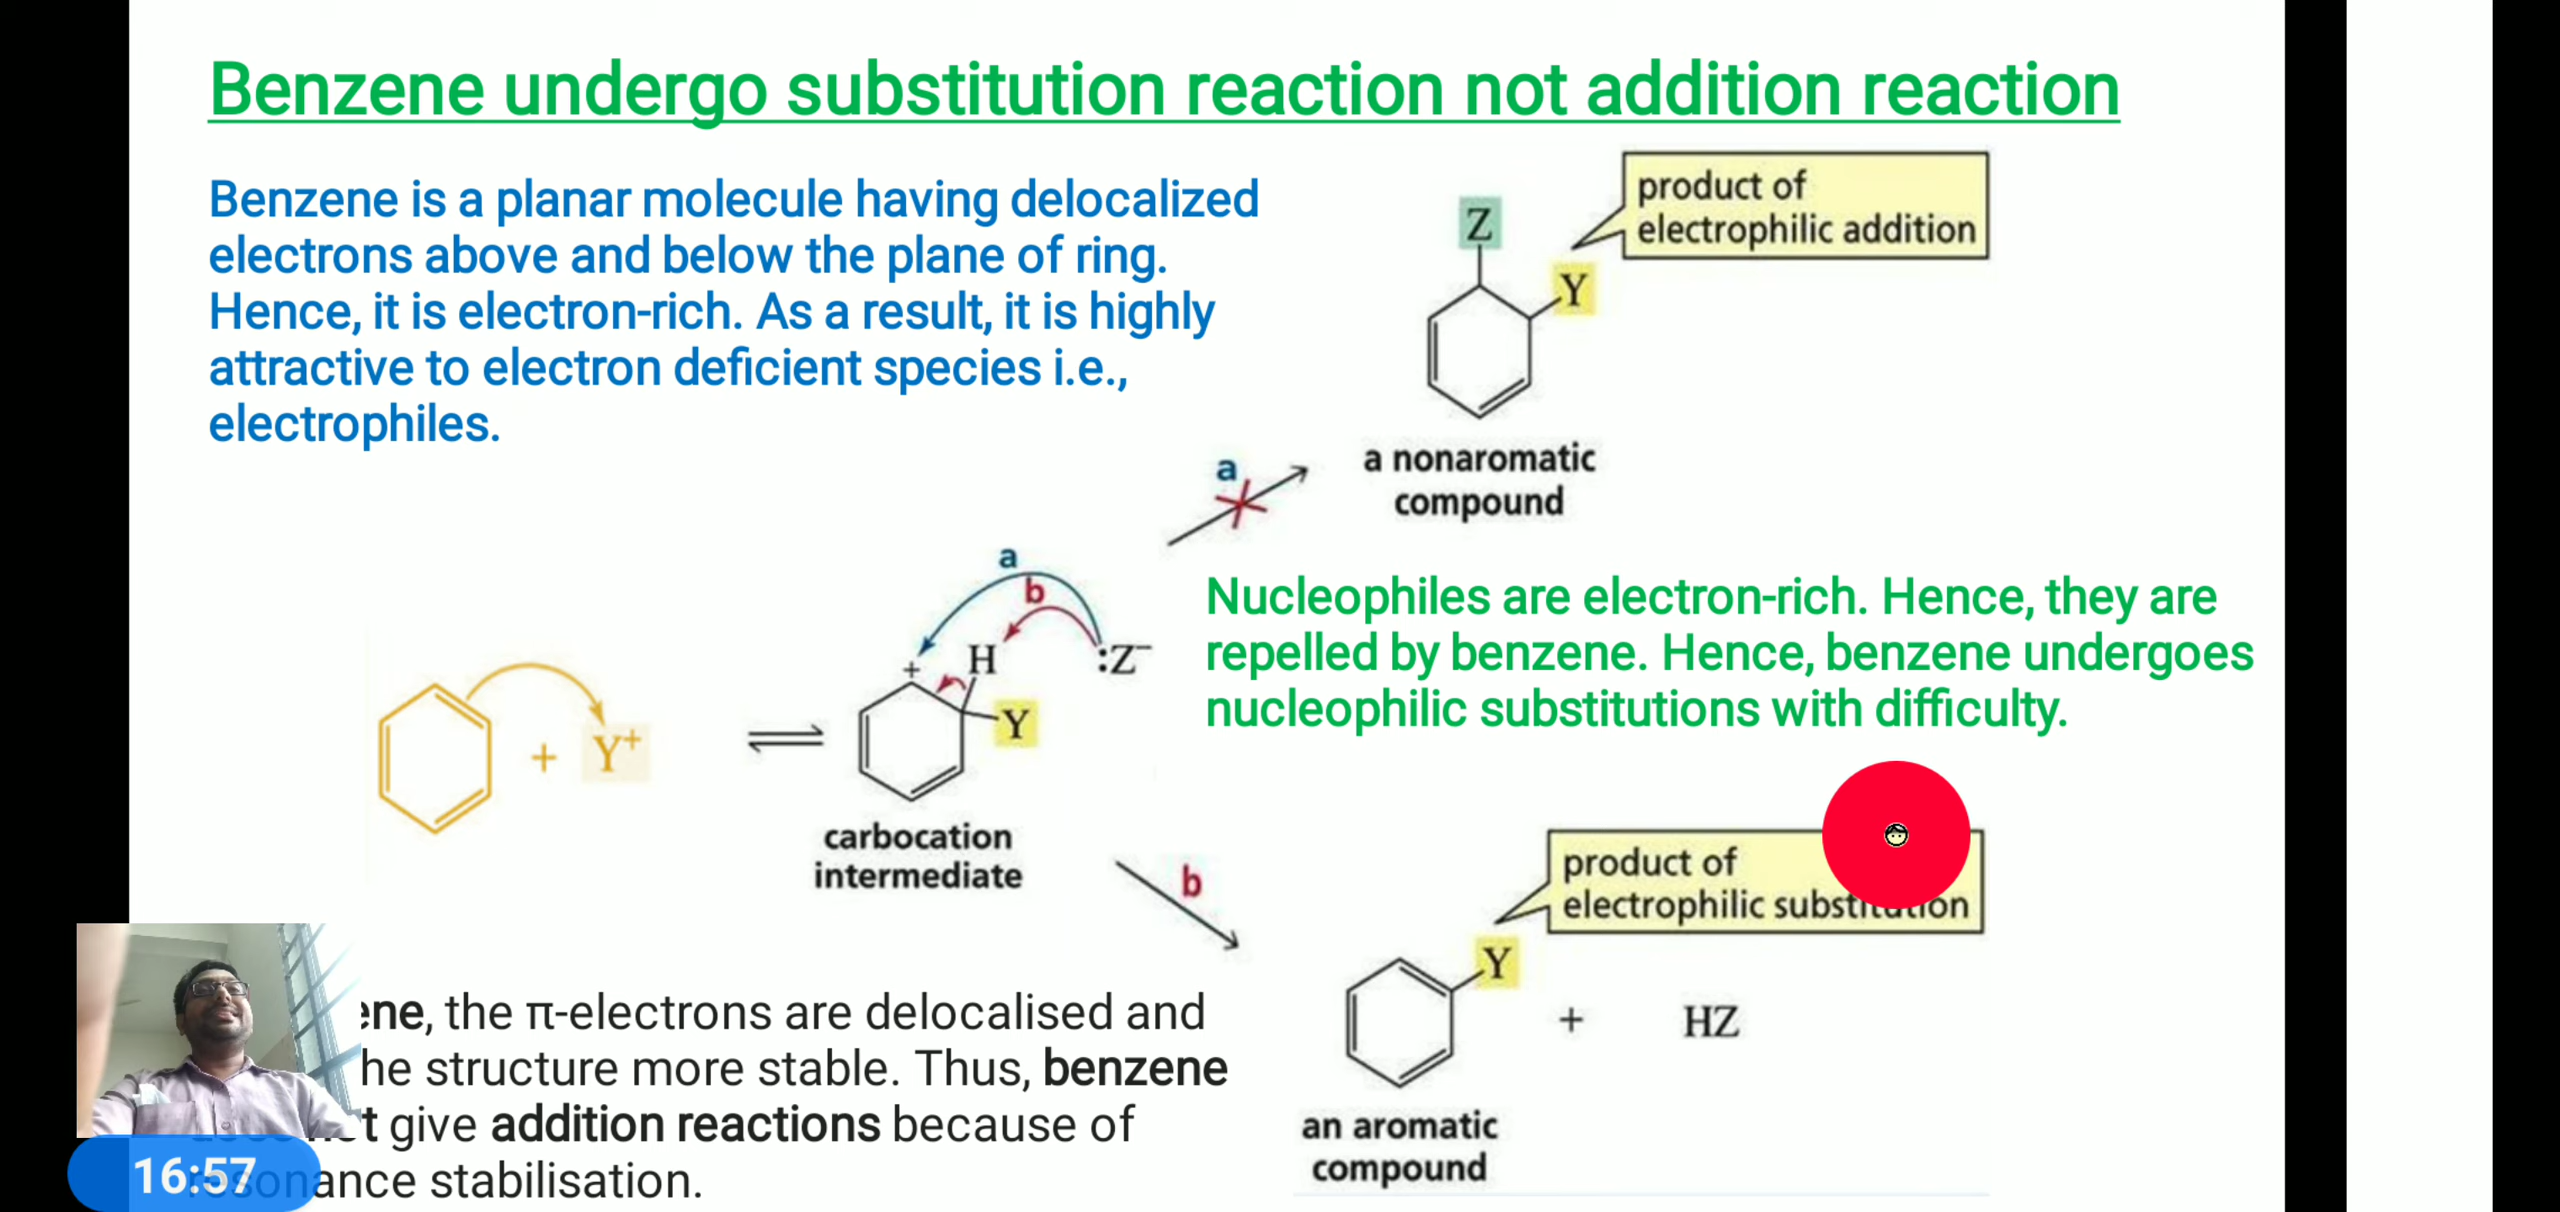 Benzene undergo substitution reaction not addition reaction
Benzene is a planar molecule having delocalized
electrons above and below the plane of ring.
Hence, it is electron-rich. As a result, it is highly
attractive to electron deficient species i.e.,
electrophiles.
product of
electrophilic addition
Z
Y
a nonaromatic
compound
a
a
b
H
:Z⁻
+
Y
+ Y⁺
carbocation
intermediate
Nucleophiles are electron-rich. Hence, they are
repelled by benzene. Hence, benzene undergoes
nucleophilic substitutions with difficulty.
b
product of
electrophilic substitution
Y
+ HZ
an aromatic
compound
the π-electrons are delocalised and
structure more stable. Thus, benzene
give addition reactions because of
resonance stabilisation.
16:57